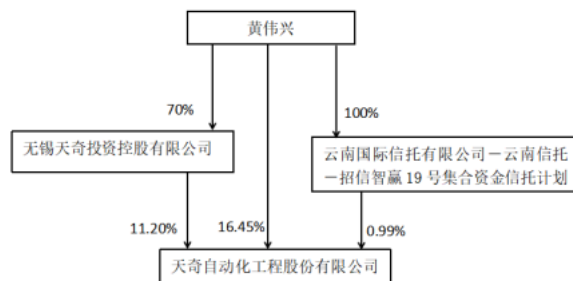 黄伟兴
70%
100%
无锡天奇投资控股有限公司
云南国际信托有限公司－云南信托
－招信智赢 19 号集合资金信托计划
11.20%
16.45%
0.99%
天奇自动化工程股份有限公司